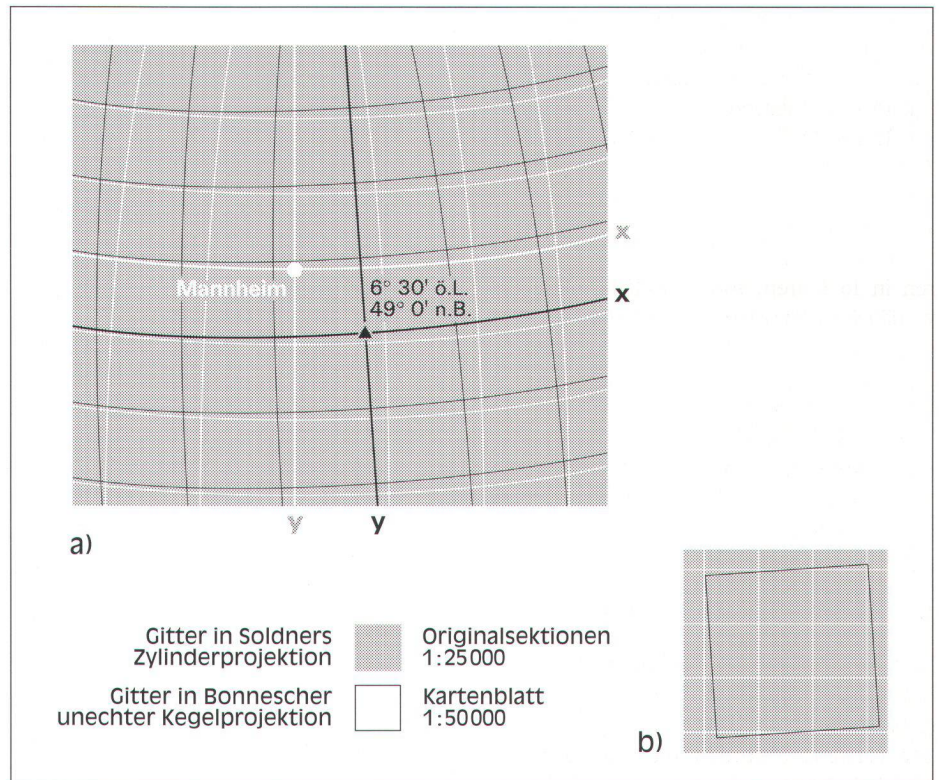 x
Mannheim
6° 30' ö.L.
49° 0' n.B.
x
y
y
a)
Gitter in Soldners
Zylinderprojektion
Originalsektionen
1:25000
Gitter in Bonnescher
unechter Kegelprojektion
Kartenblatt
1:50000
b)